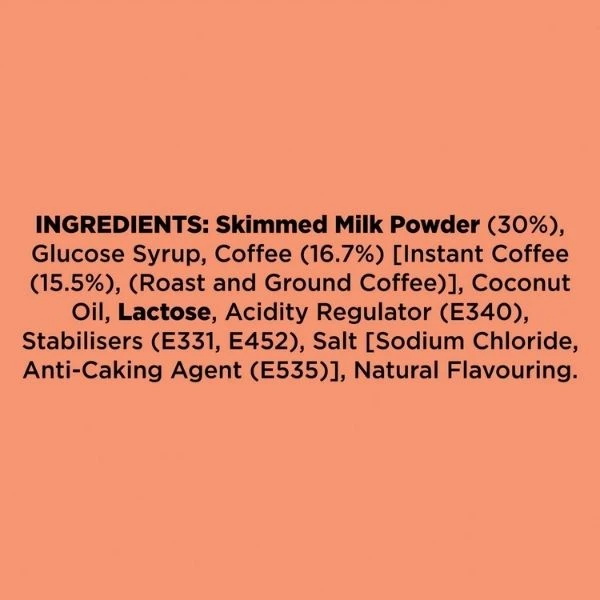 INGREDIENTS: Skimmed Milk Powder (30%),
Glucose Syrup, Coffee (16.7%) [Instant Coffee
(15.5%), (Roast and Ground Coffee)], Coconut
Oil, Lactose, Acidity Regulator (E340),
Stabilisers (E331, E452), Salt [Sodium Chloride,
Anti-Caking Agent (E535)], Natural Flavouring.